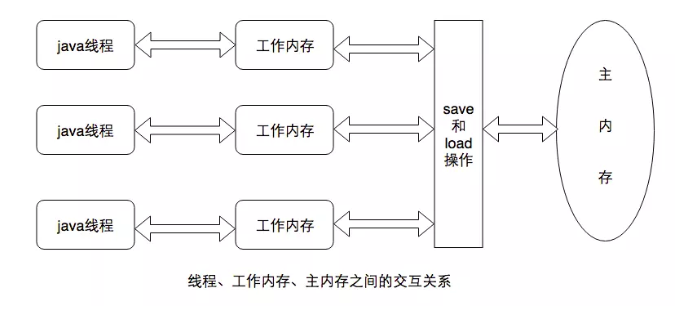 java线程
工作内存
java线程
工作内存
java线程
工作内存
save
和
load
操作
主
内
存
线程、工作内存、主内存之间的交互关系